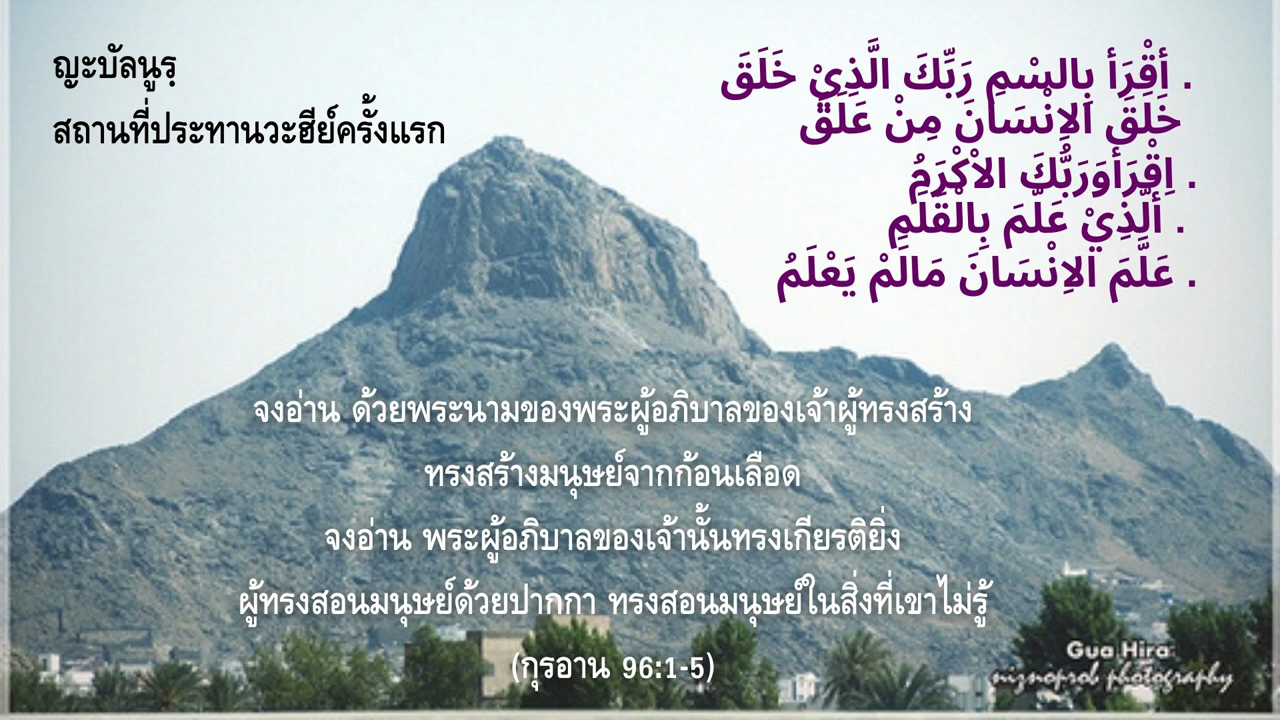 ญะบัลนูรฺ
สถานที่ประทานวะฮีย์ครั้งแรก
. أقْرَأ بِالسْمِ رَبِّكَ الَّذِيْ خَلَقَ
خَلَقَ الاِنْسَانَ مِنْ عَلَقَ
. اِقْرَأوَرَبُّكَ الاْكْرَمُ
. ألَّذِيْ عَلَّمَ بِالْقَلَمِ
. عَلَّمَ الاِنْسَانَ مَالَمْ يَعْلَمُ
จงอ่าน ด้วยพระนามของพระผู้อภิบาลของเจ้าผู้ทรงสร้าง
ทรงสร้างมนุษย์จากก้อนเลือด
จงอ่าน พระผู้อภิบาลของเจ้านั้นทรงเกียรติยิ่ง
ผู้ทรงสอนมนุษย์ด้วยปากกา ทรงสอนมนุษย์ในสิ่งที่เขาไม่รู้
(กุรอาน 96:1-5)
Gua Hira
niznoprob photography